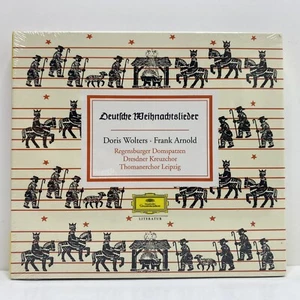 Deutsche Weihnachtslieder
Doris Wolters · Frank Arnold
Regensburger Domspatzen
Dresdner Kreuzchor
Thomanerchor Leipzig
LITERATUR